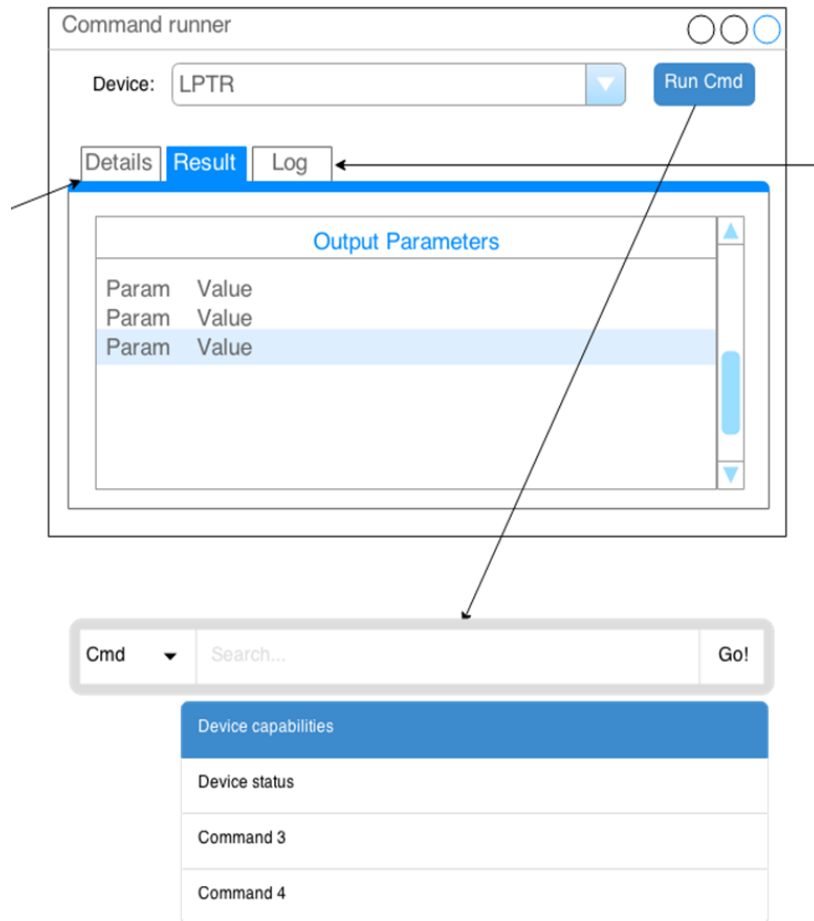 Command runner
Device: LPTR Run Cmd
Details Result Log
Output Parameters
Param Value
Param Value
Param Value
Cmd Search... Go!
Device capabilities
Device status
Command 3
Command 4